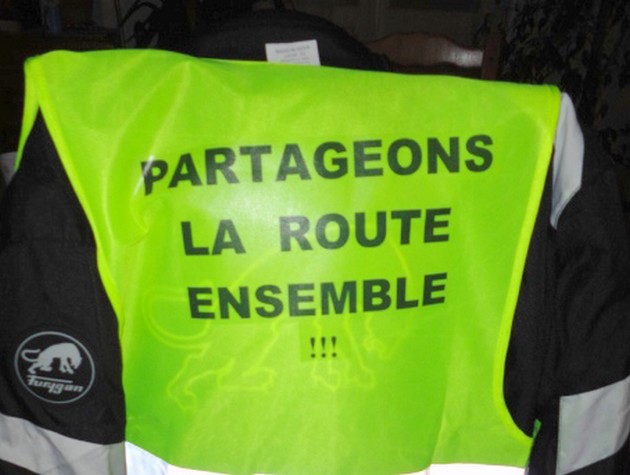 PARTAGEONS
LA ROUTE
ENSEMBLE
!!!
Furygan